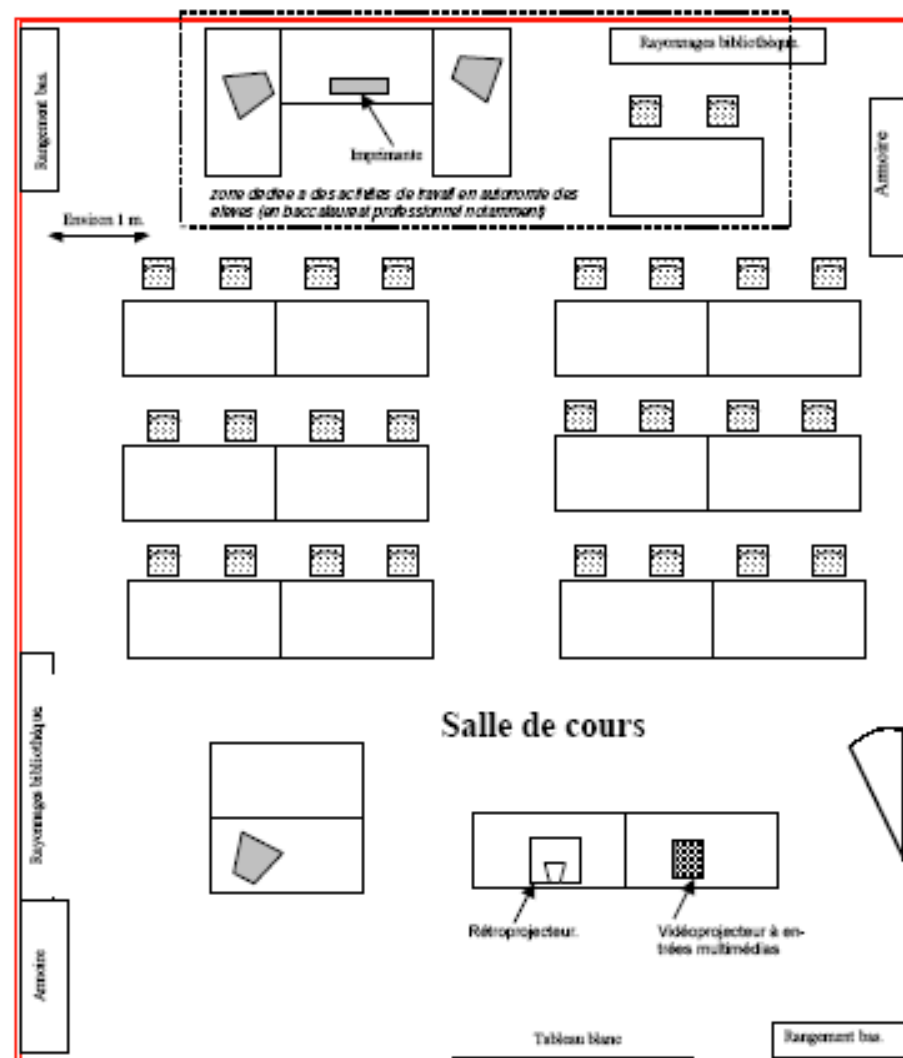 Rayonnages bibliothèque.
Rangement bas.
Armoire
Imprimante
zone dédiée à des activités de travail en autonomie des
élèves (en baccalauréat professionnel notamment)
Environ 1 m.
Salle de cours
Rayonnages bibliothèque
Rétroprojecteur.
Vidéoprojecteur à en-
trées multimédias
Armoire
Tableau blanc
Rangement bas.